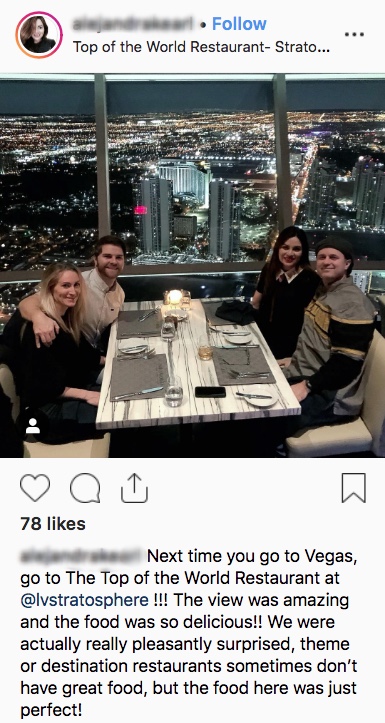 • Follow
Top of the World Restaurant- Strato...
78 likes
Next time you go to Vegas,
go to The Top of the World Restaurant at
@lvstratosphere !!! The view was amazing
and the food was so delicious!! We were
actually really pleasantly surprised, theme
or destination restaurants sometimes don't
have great food, but the food here was just
perfect!